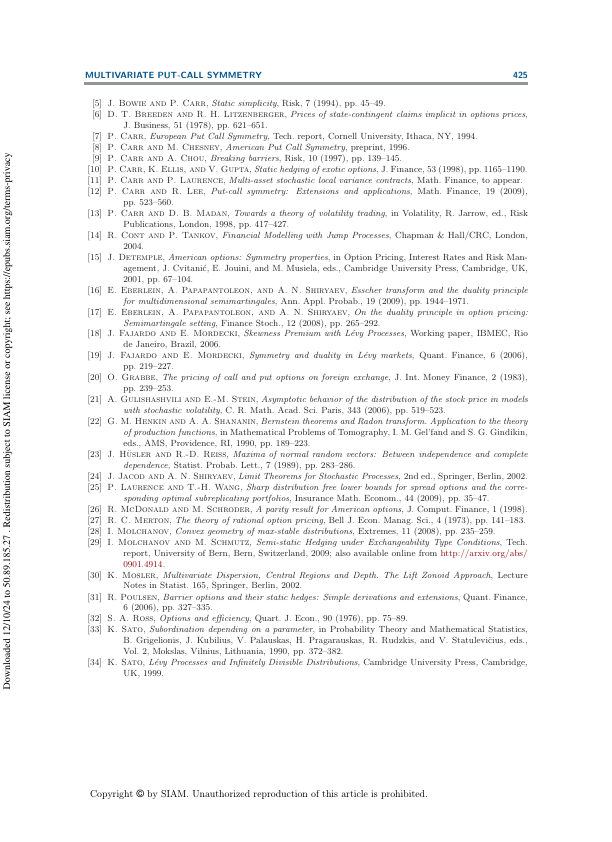 MULTIVARIATE PUT-CALL SYMMETRY 425
[5] J. Bowie and P. Carr, Static simplicity, Risk, 7 (1994), pp. 45–49.
[6] D. T. Breeden and R. H. Litzenberger, Prices of state-contingent claims implicit in options prices,
J. Business, 51 (1978), pp. 621–651.
[7] P. Carr, European Put Call Symmetry, Tech. report, Cornell University, Ithaca, NY, 1994.
[8] P. Carr and M. Chesney, American Put Call Symmetry, preprint, 1996.
[9] P. Carr and A. Chou, Breaking barriers, Risk, 10 (1997), pp. 139–145.
[10] P. Carr, K. Ellis, and V. Gupta, Static hedging of exotic options, J. Finance, 53 (1998), pp. 1165–1190.
[11] P. Carr and P. Laurence, Multi-asset stochastic local variance contracts, Math. Finance, to appear.
[12] P. Carr and R. Lee, Put-call symmetry: Extensions and applications, Math. Finance, 19 (2009),
pp. 523–560.
[13] P. Carr and D. B. Madan, Towards a theory of volatility trading, in Volatility, R. Jarrow, ed., Risk
Publications, London, 1998, pp. 417–427.
[14] R. Cont and P. Tankov, Financial Modelling with Jump Processes, Chapman & Hall/CRC, London,
2004.
[15] J. Detemple, American options: Symmetry properties, in Option Pricing, Interest Rates and Risk Man-
agement, J. Cvitanić, E. Jouini, and M. Musiela, eds., Cambridge University Press, Cambridge, UK,
2001, pp. 67–104.
[16] E. Eberlein, A. Papapantoleon, and A. N. Shiryaev, Esscher transform and the duality principle
for multidimensional semimartingales, Ann. Appl. Probab., 19 (2009), pp. 1944–1971.
[17] E. Eberlein, A. Papapantoleon, and A. N. Shiryaev, On the duality principle in option pricing:
Semimartingale setting, Finance Stoch., 12 (2008), pp. 265–292.
[18] J. Fajardo and E. Mordecki, Skewness Premium with Lévy Processes, Working paper, IBMEC, Rio
de Janeiro, Brazil, 2006.
[19] J. Fajardo and E. Mordecki, Symmetry and duality in Lévy markets, Quant. Finance, 6 (2006),
pp. 219–227.
[20] O. Grabbe, The pricing of call and put options on foreign exchange, J. Int. Money Finance, 2 (1983),
pp. 239–253.
[21] A. Gulishashvili and E.-M. Stein, Asymptotic behavior of the distribution of the stock price in models
with stochastic volatility, C. R. Math. Acad. Sci. Paris, 343 (2006), pp. 519–523.
[22] G. M. Henkin and A. A. Shananin, Bernstein theorems and Radon transform. Application to the theory
of production functions, in Mathematical Problems of Tomography, I. M. Gel'fand and S. G. Gindikin,
eds., AMS, Providence, RI, 1990, pp. 189–223.
[23] J. Hüsler and R.-D. Reiss, Maxima of normal random vectors: Between independence and complete
dependence, Statist. Probab. Lett., 7 (1989), pp. 283–286.
[24] J. Jacod and A. N. Shiryaev, Limit Theorems for Stochastic Processes, 2nd ed., Springer, Berlin, 2002.
[25] P. Laurence and T.-H. Wang, Sharp distribution free lower bounds for spread options and the corre-
sponding optimal subreplicating portfolios, Insurance Math. Econom., 44 (2009), pp. 35–47.
[26] R. McDonald and M. Schroder, A parity result for American options, J. Comput. Finance, 1 (1998).
[27] R. C. Merton, The theory of rational option pricing, Bell J. Econ. Manag. Sci., 4 (1973), pp. 141–183.
[28] I. Molchanov, Convex geometry of max-stable distributions, Extremes, 11 (2008), pp. 235–259.
[29] I. Molchanov and M. Schmutz, Semi-static Hedging under Exchangeability Type Conditions, Tech.
report, University of Bern, Bern, Switzerland, 2009; also available online from http://arxiv.org/abs/
0901.4914.
[30] K. Mosler, Multivariate Dispersion, Central Regions and Depth. The Lift Zonoid Approach, Lecture
Notes in Statist. 165, Springer, Berlin, 2002.
[31] R. Poulsen, Barrier options and their static hedges: Simple derivations and extensions, Quant. Finance,
6 (2006), pp. 327–335.
[32] S. A. Ross, Options and efficiency, Quart. J. Econ., 90 (1976), pp. 75–89.
[33] K. Sato, Subordination depending on a parameter, in Probability Theory and Mathematical Statistics,
B. Grigelionis, J. Kubilius, V. Palauskas, H. Pragarauskas, R. Rudzkis, and V. Statulevičius, eds.,
Vol. 2, Mokslas, Vilnius, Lithuania, 1990, pp. 372–382.
[34] K. Sato, Lévy Processes and Infinitely Divisible Distributions, Cambridge University Press, Cambridge,
UK, 1999.
Copyright © by SIAM. Unauthorized reproduction of this article is prohibited.
Downloaded 12/10/24 to 50.89.185.27 . Redistribution subject to SIAM license or copyright; see https://epubs.siam.org/terms-privacy